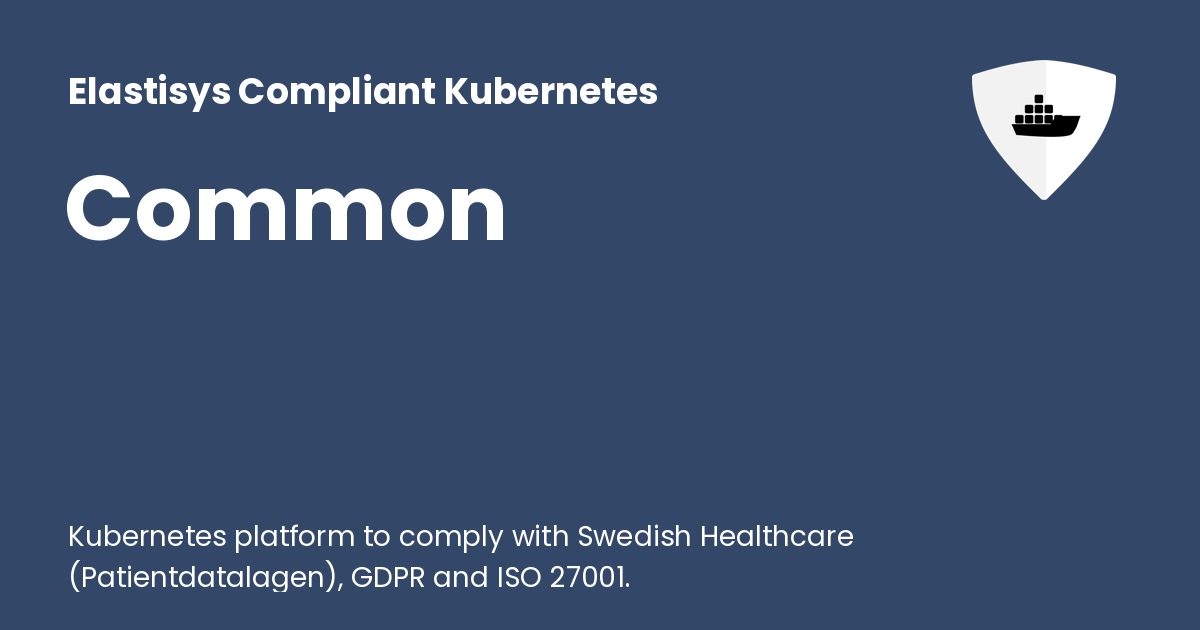 Elastisys Compliant Kubernetes
Common
Kubernetes platform to comply with Swedish Healthcare
(Patientdatalagen), GDPR and ISO 27001.